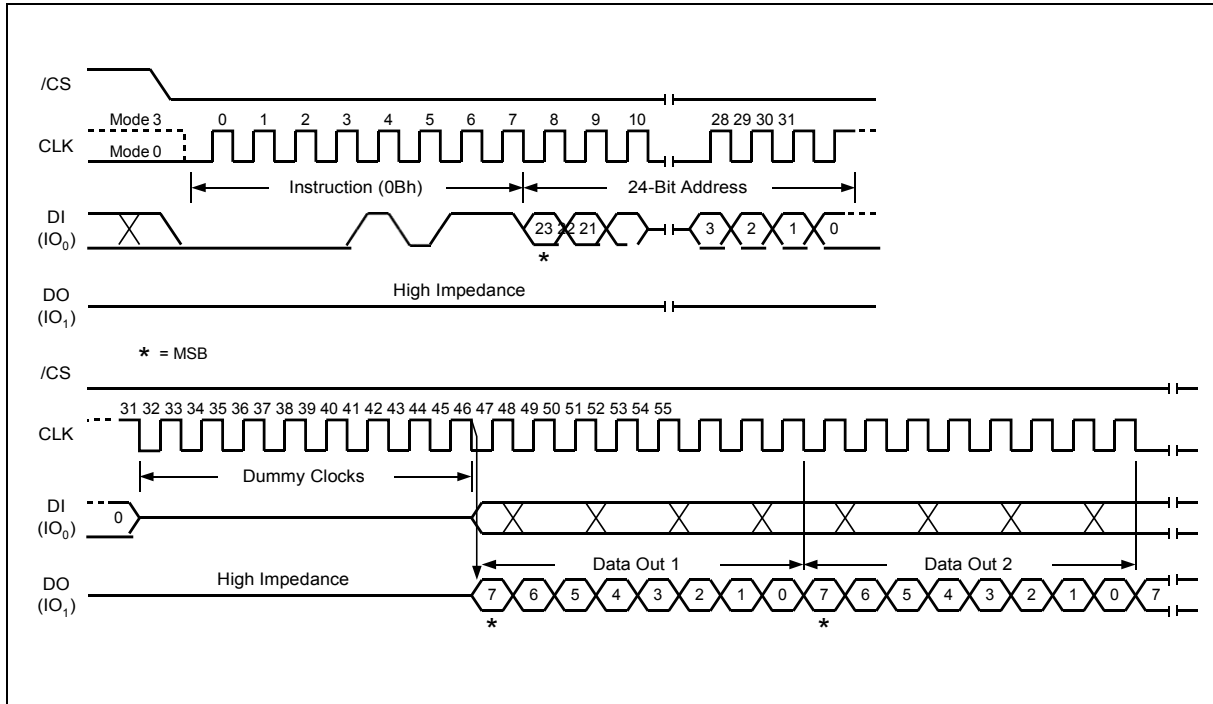 /CS
Mode 3 0 1 2 3 4 5 6 7 8 9 10 28 29 30 31
CLK Mode 0
Instruction (0Bh) 24-Bit Address
DI
(IO0) 23 22 21 3 2 1 0
*
DO High Impedance
(IO1)
* = MSB
/CS
31 32 33 34 35 36 37 38 39 40 41 42 43 44 45 46 47 48 49 50 51 52 53 54 55
CLK
Dummy Clocks
DI
(IO0) 0
DO High Impedance Data Out 1 Data Out 2
(IO1) 7 6 5 4 3 2 1 0 7 6 5 4 3 2 1 0 7
* *